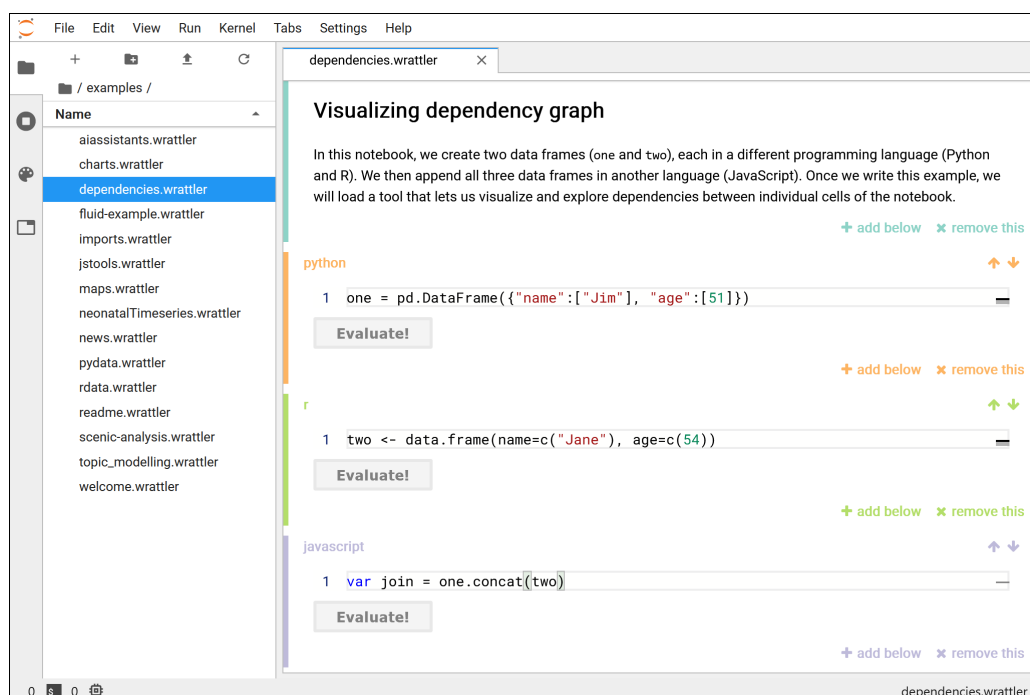 File Edit View Run Kernel Tabs Settings Help
/ examples /
Name
aiassistants.wrattler
charts.wrattler
dependencies.wrattler
fluid-example.wrattler
imports.wrattler
jstools.wrattler
maps.wrattler
neonatalTimeseries.wrattler
news.wrattler
pydata.wrattler
rdata.wrattler
readme.wrattler
scenic-analysis.wrattler
topic_modelling.wrattler
welcome.wrattler
dependencies.wrattler
Visualizing dependency graph
In this notebook, we create two data frames (one and two), each in a different programming language (Python
and R). We then append all three data frames in another language (JavaScript). Once we write this example, we
will load a tool that lets us visualize and explore dependencies between individual cells of the notebook.
add below remove this
python
1 one = pd.DataFrame({"name":["Jim"], "age":[51]})
Evaluate!
add below remove this
r
1 two <- data.frame(name=c("Jane"), age=c(54))
Evaluate!
add below remove this
javascript
1 var join = one.concat(two)
Evaluate!
add below remove this
0 $ 0 dependencies.wrattler